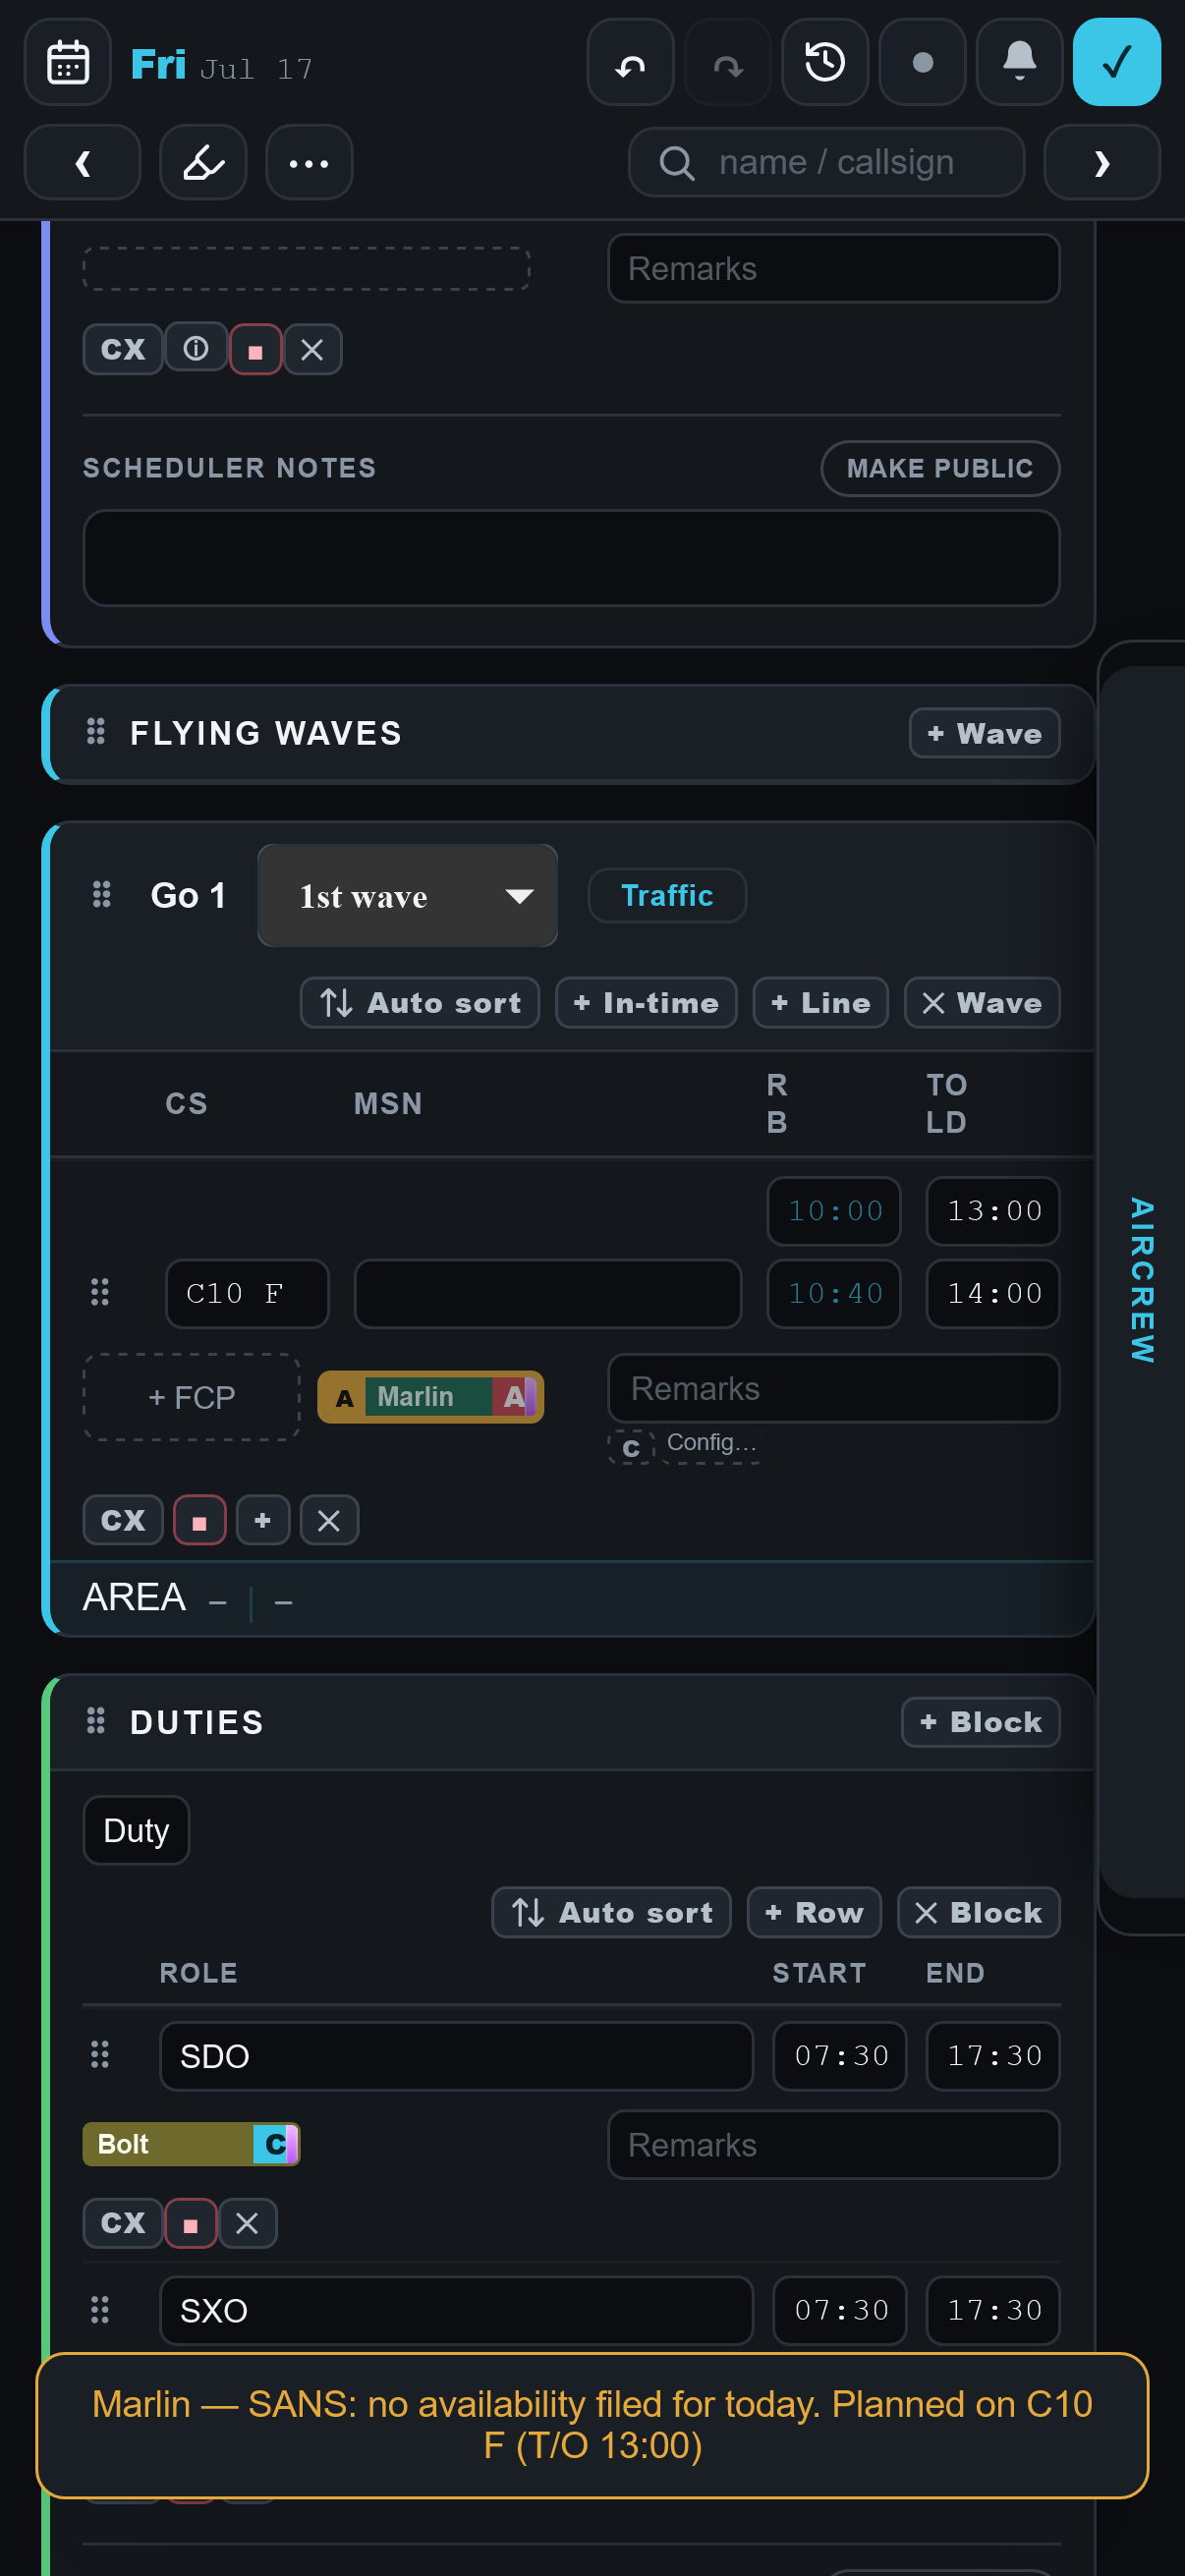 Fri Jul 17
name / callsign
Remarks
CX
SCHEDULER NOTES
MAKE PUBLIC
FLYING WAVES
+ Wave
Go 1
1st wave
Traffic
Auto sort
+ In-time
+ Line
Wave
CS
MSN
R
B
TO
LD
10:00
13:00
C10 F
10:40
14:00
+ FCP
A Marlin A
Remarks
C Config…
CX
+
AREA – | –
DUTIES
+ Block
Duty
Auto sort
+ Row
Block
ROLE
START
END
SDO
07:30
17:30
Bolt C
Remarks
CX
SXO
07:30
17:30
Marlin — SANS: no availability filed for today. Planned on C10
F (T/O 13:00)
AIRCREW